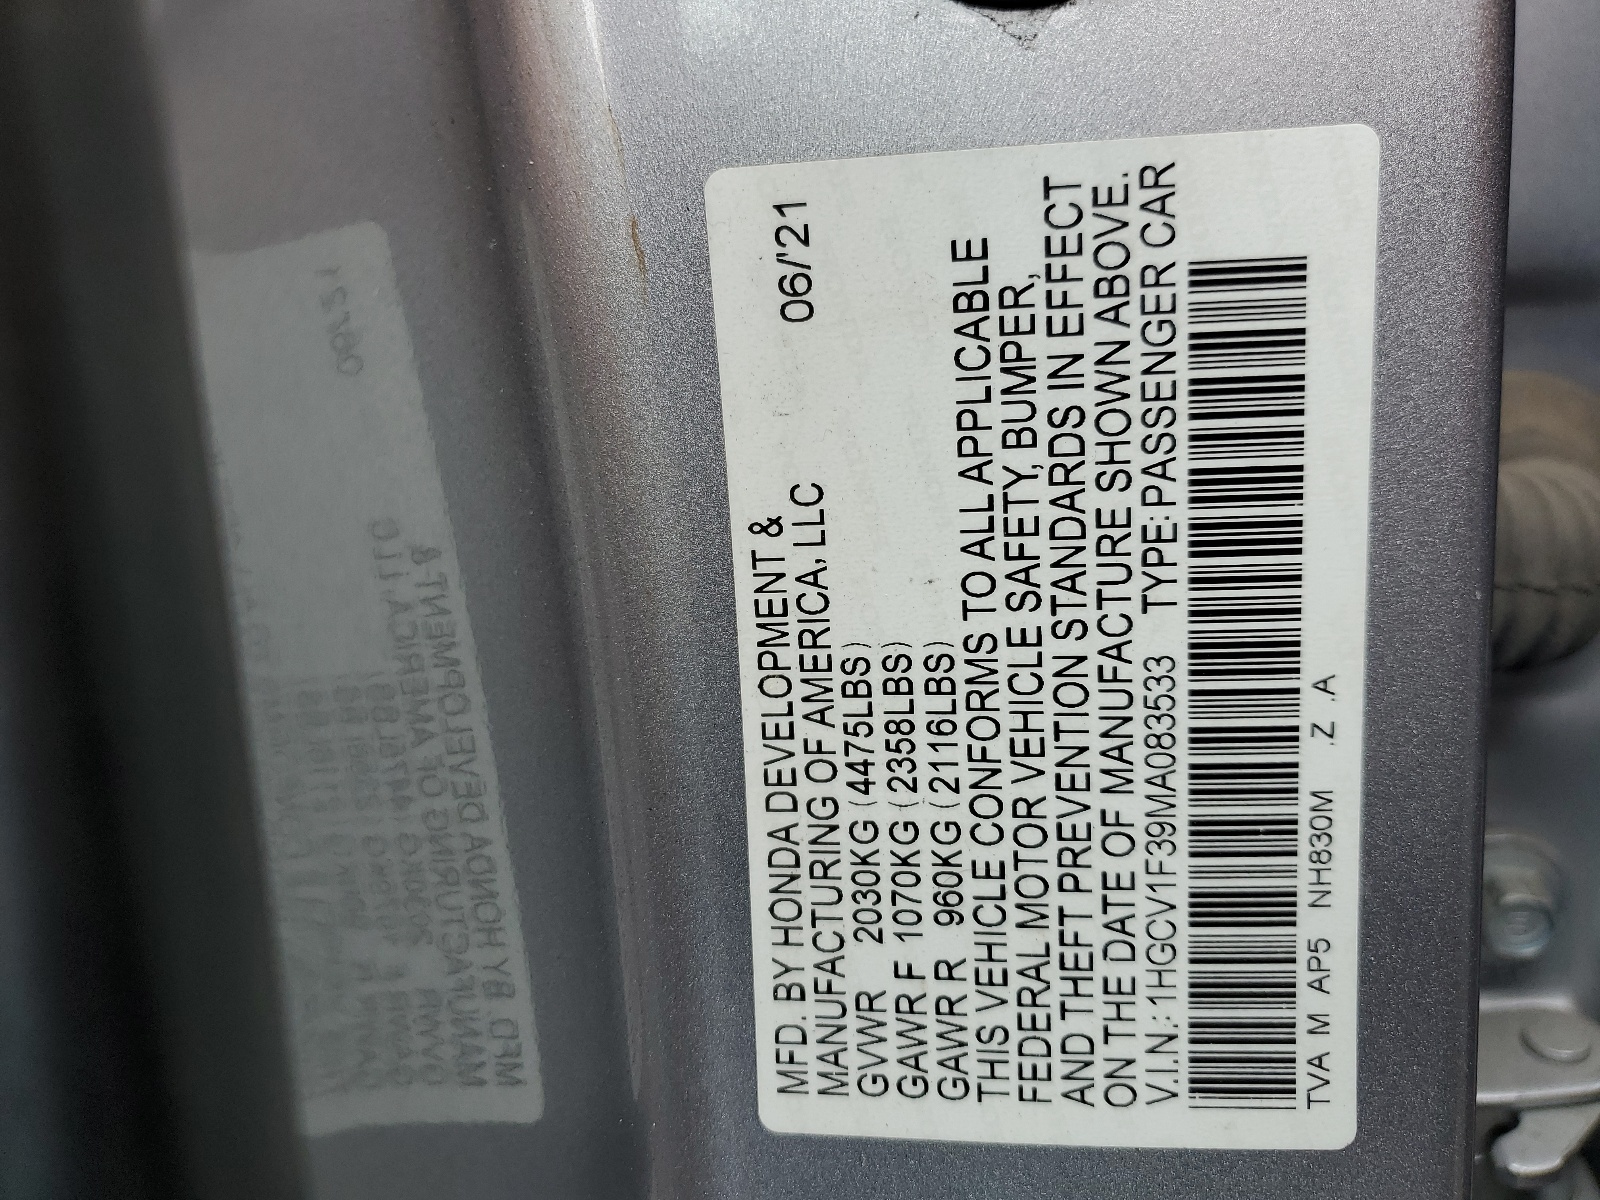 MFD. BY HONDA DEVELOPMENT &
MANUFACTURING OF AMERICA, LLC 06/'21
GVWR 2030KG (4475LBS)
GAWR F 1070KG (2358LBS)
GAWR R 960KG (2116LBS)
THIS VEHICLE CONFORMS TO ALL APPLICABLE
FEDERAL MOTOR VEHICLE SAFETY, BUMPER,
AND THEFT PREVENTION STANDARDS IN EFFECT
ON THE DATE OF MANUFACTURE SHOWN ABOVE.
V.I.N.: 1HGCV1F39MA083533 TYPE: PASSENGER CAR
TVA M AP5 NH830M .Z .A